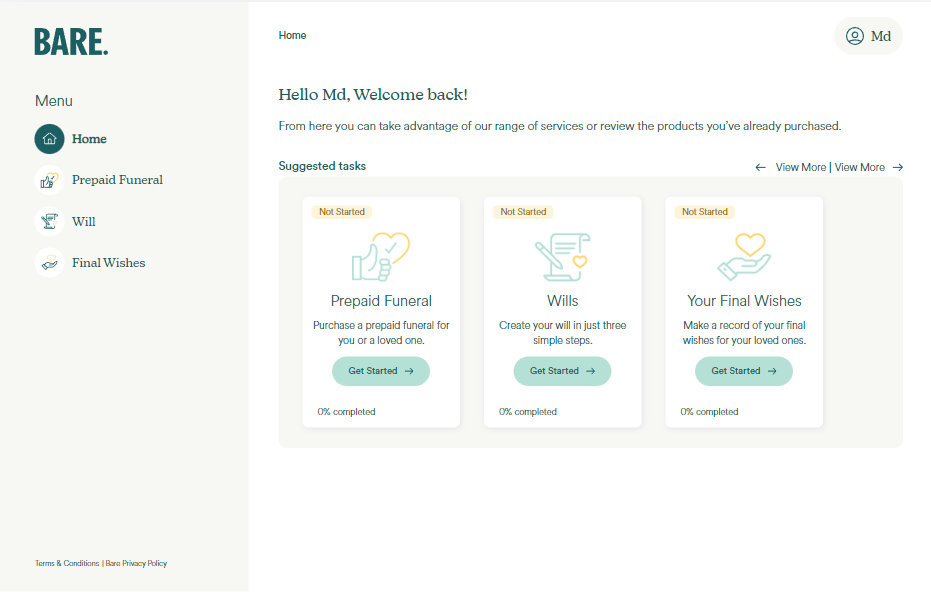 BARE.
Menu
Home
Prepaid Funeral
Will
Final Wishes
Terms & Conditions | Bare Privacy Policy
Home
Md
Hello Md, Welcome back!
From here you can take advantage of our range of services or review the products you've already purchased.
Suggested tasks
← View More | View More →
Not Started
Prepaid Funeral
Purchase a prepaid funeral for
you or a loved one.
Get Started →
0% completed
Not Started
Wills
Create your will in just three
simple steps.
Get Started →
0% completed
Not Started
Your Final Wishes
Make a record of your final
wishes for your loved ones.
Get Started →
0% completed